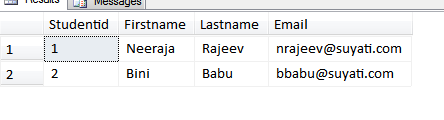 Results Messages
Studentid Firstname Lastname Email
1 1 Neeraja Rajeev nrajeev@suyati.com
2 2 Bini Babu bbabu@suyati.com